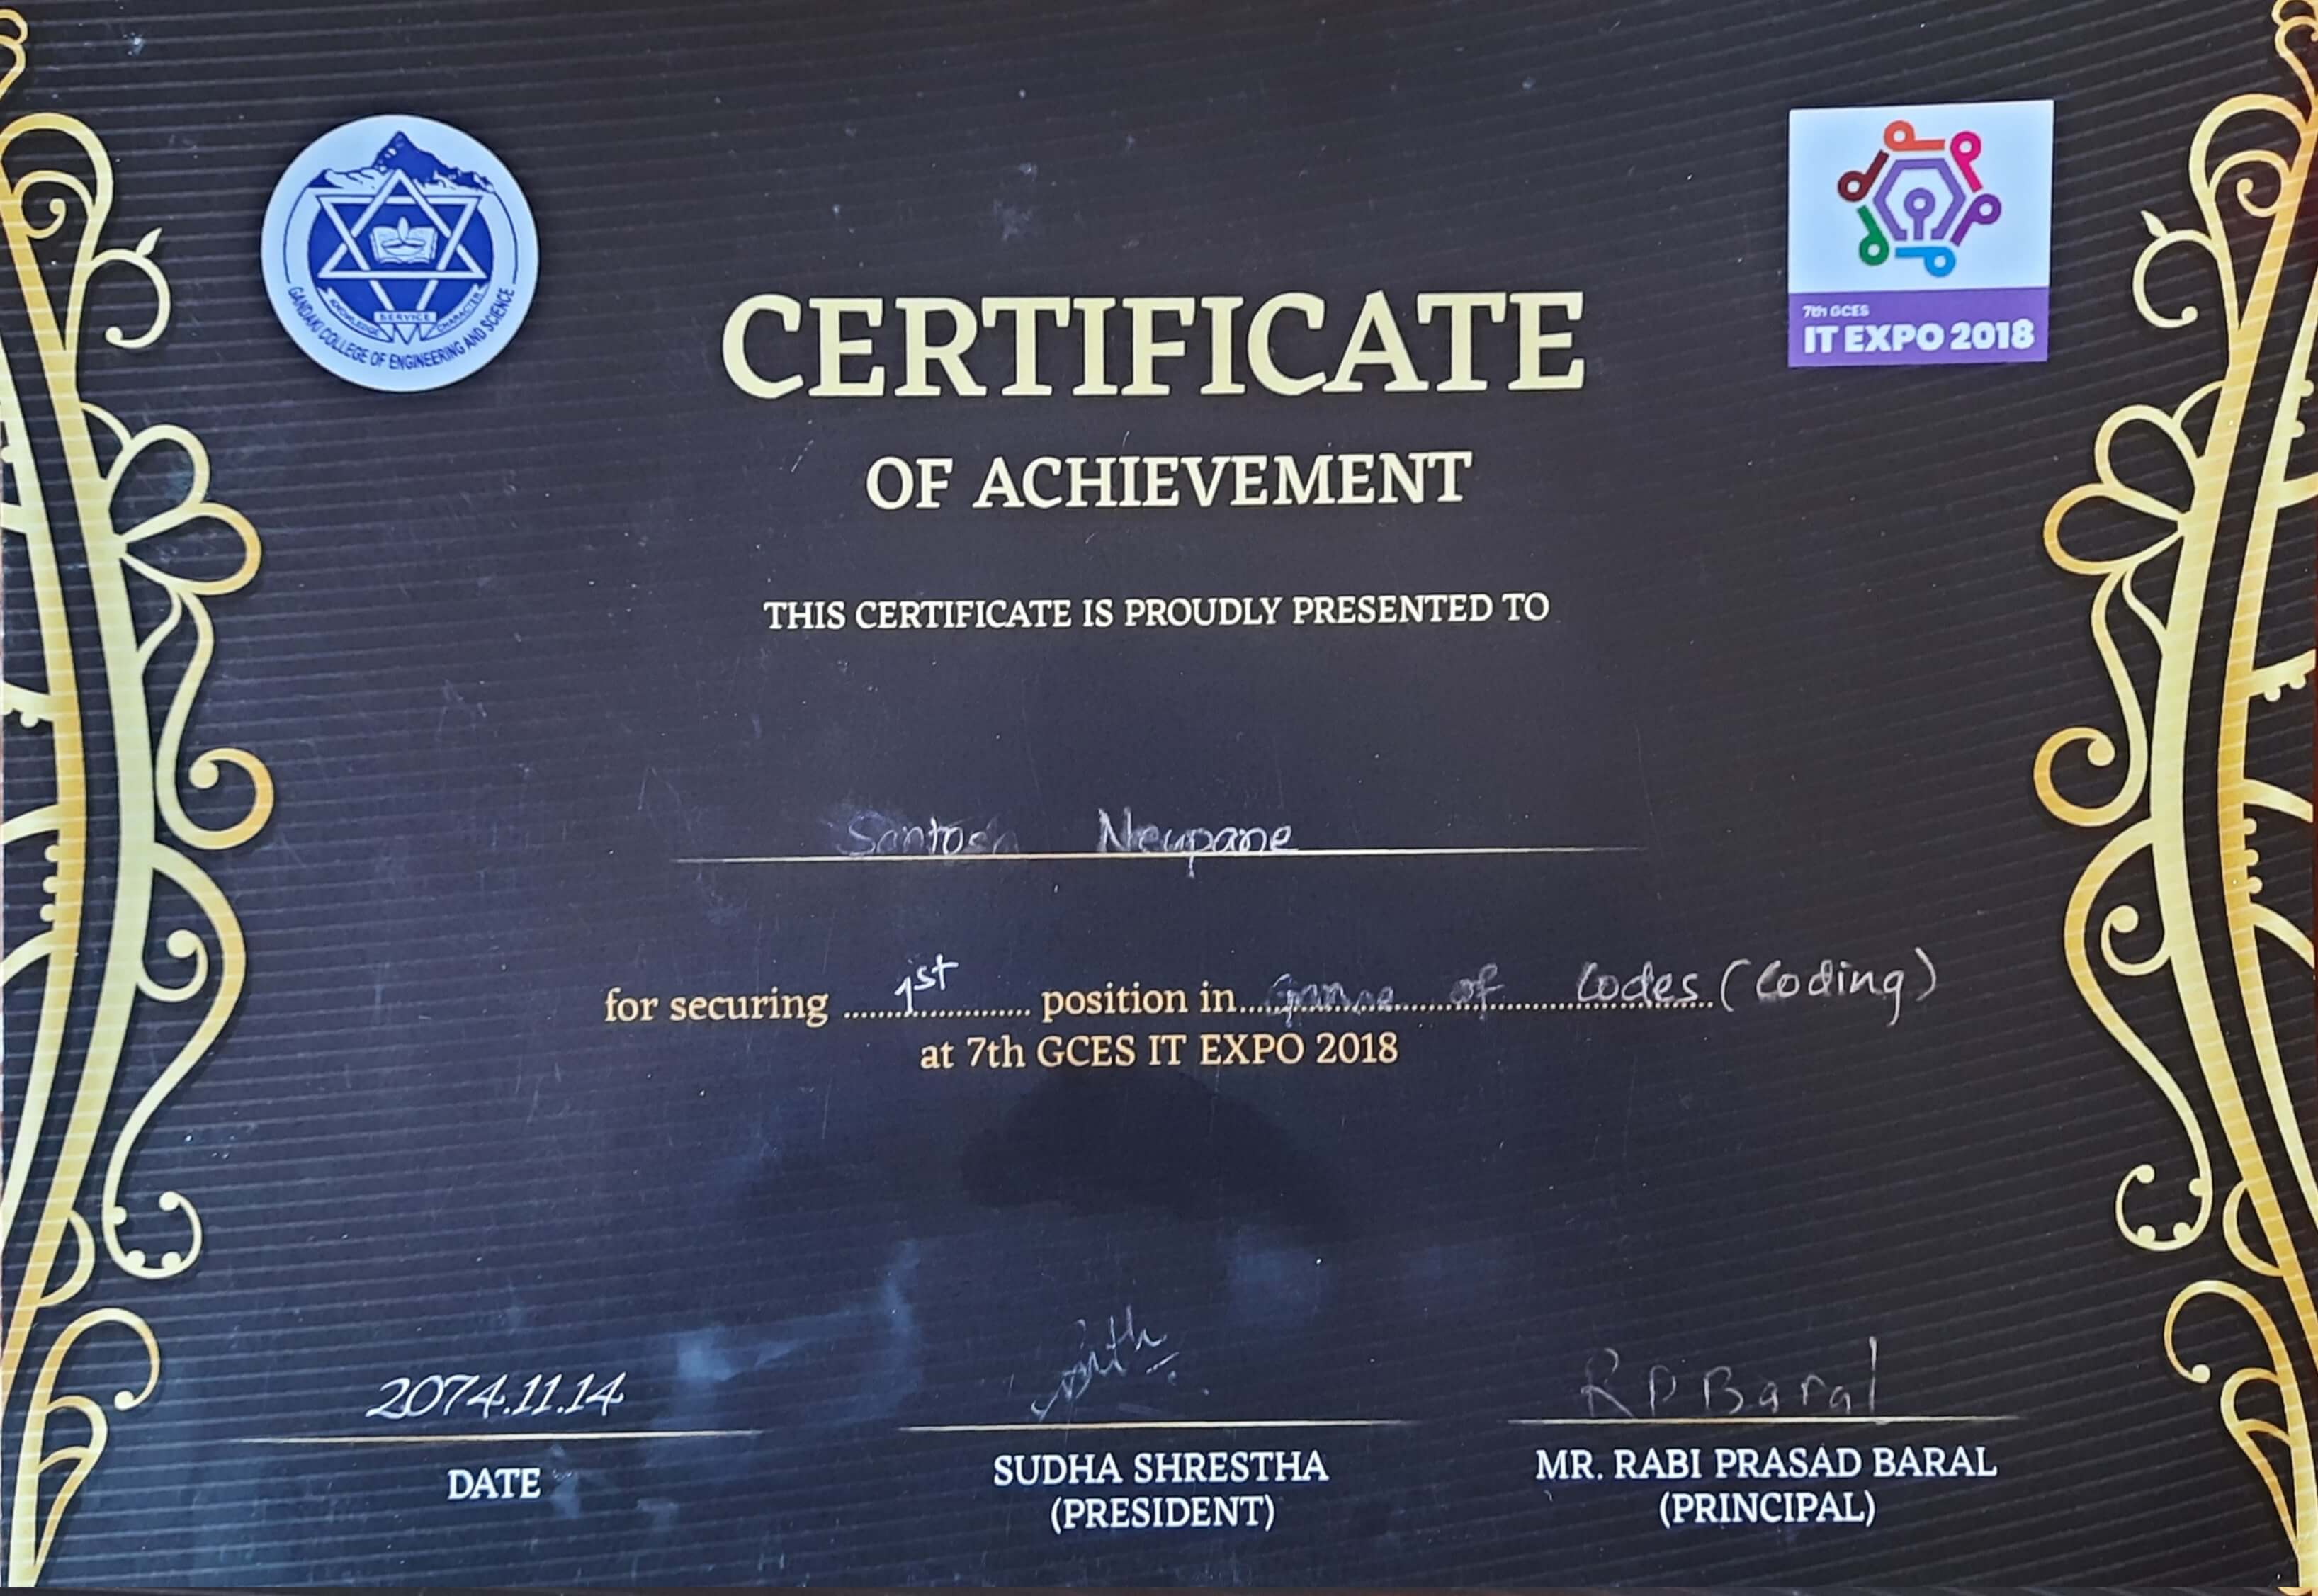 GANDAKI COLLEGE OF ENGINEERING AND SCIENCE
KNOWLEDGE SERVICE CHARACTER
7th GCES
IT EXPO 2018
CERTIFICATE
OF ACHIEVEMENT
THIS CERTIFICATE IS PROUDLY PRESENTED TO
Santosh Neupane
for securing 1st position in Game of Codes (Coding)
at 7th GCES IT EXPO 2018
2074.11.14
R P Baral
DATE
SUDHA SHRESTHA
(PRESIDENT)
MR. RABI PRASAD BARAL
(PRINCIPAL)